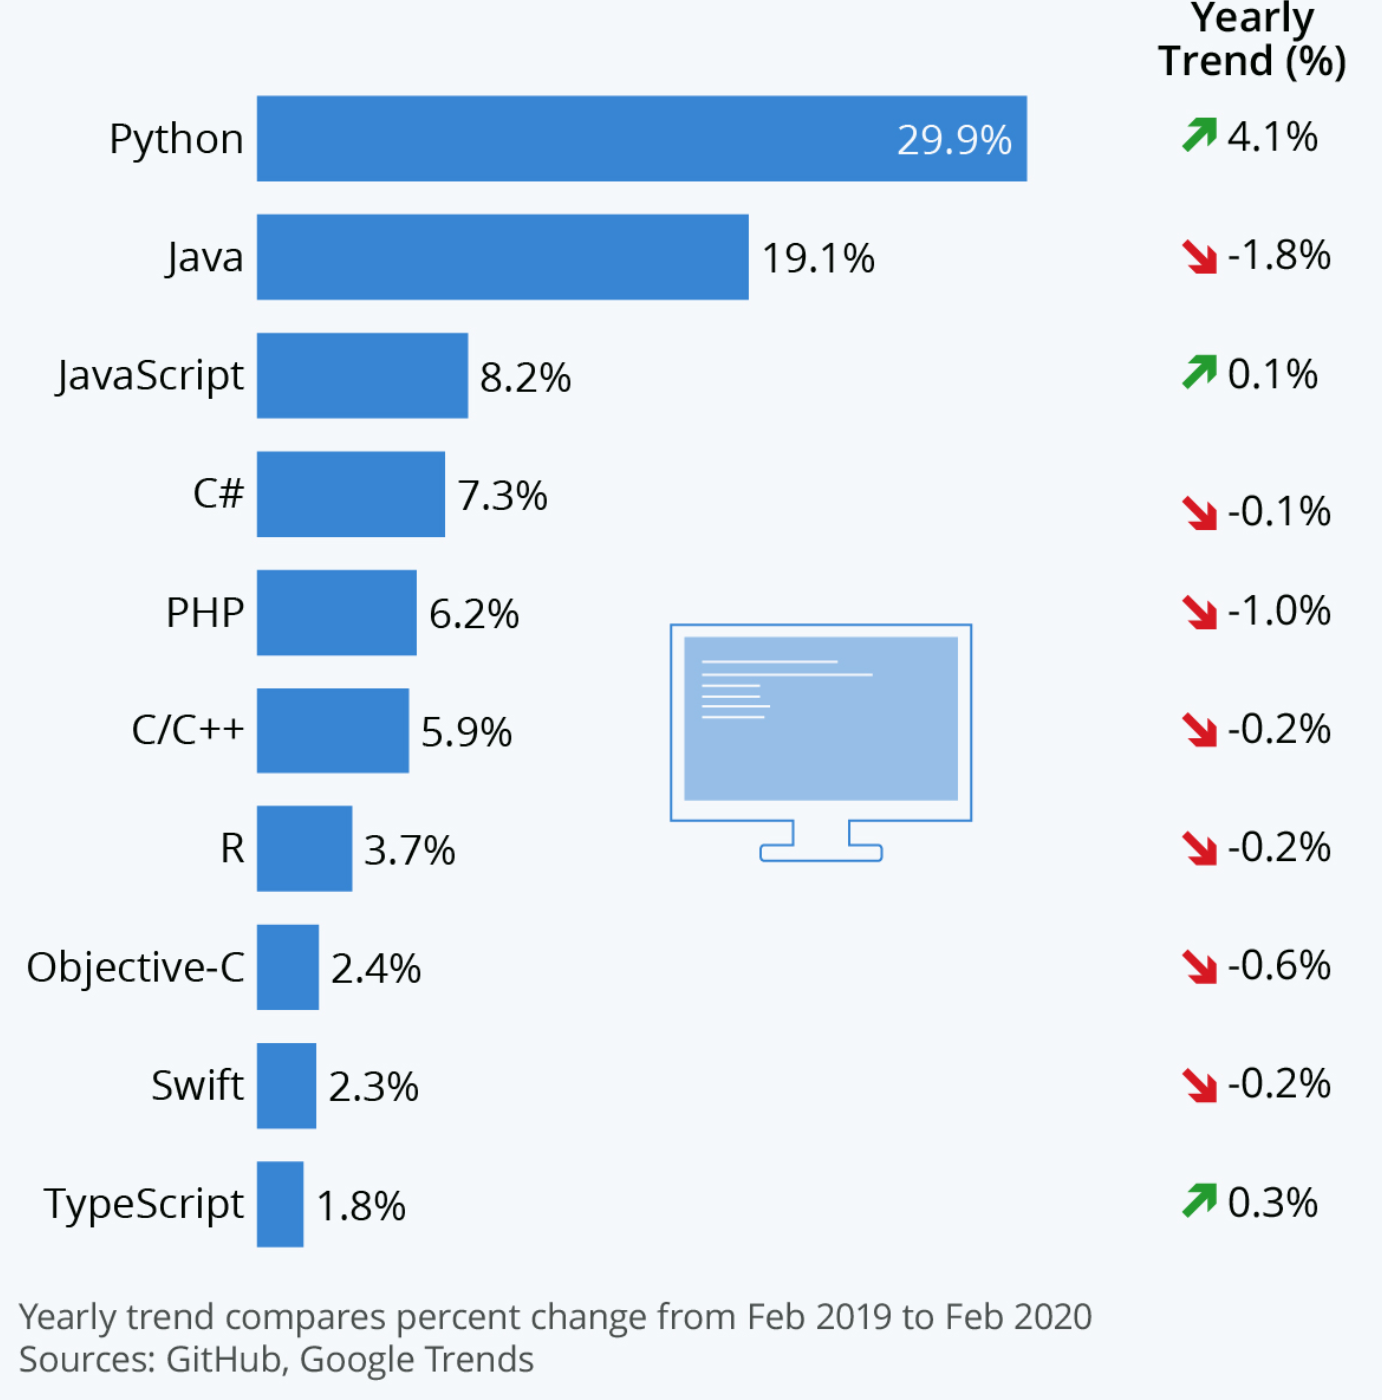 Yearly
Trend (%)
Python 29.9% 4.1%
Java 19.1% -1.8%
JavaScript 8.2% 0.1%
C# 7.3% -0.1%
PHP 6.2% -1.0%
C/C++ 5.9% -0.2%
R 3.7% -0.2%
Objective-C 2.4% -0.6%
Swift 2.3% -0.2%
TypeScript 1.8% 0.3%
Yearly trend compares percent change from Feb 2019 to Feb 2020
Sources: GitHub, Google Trends